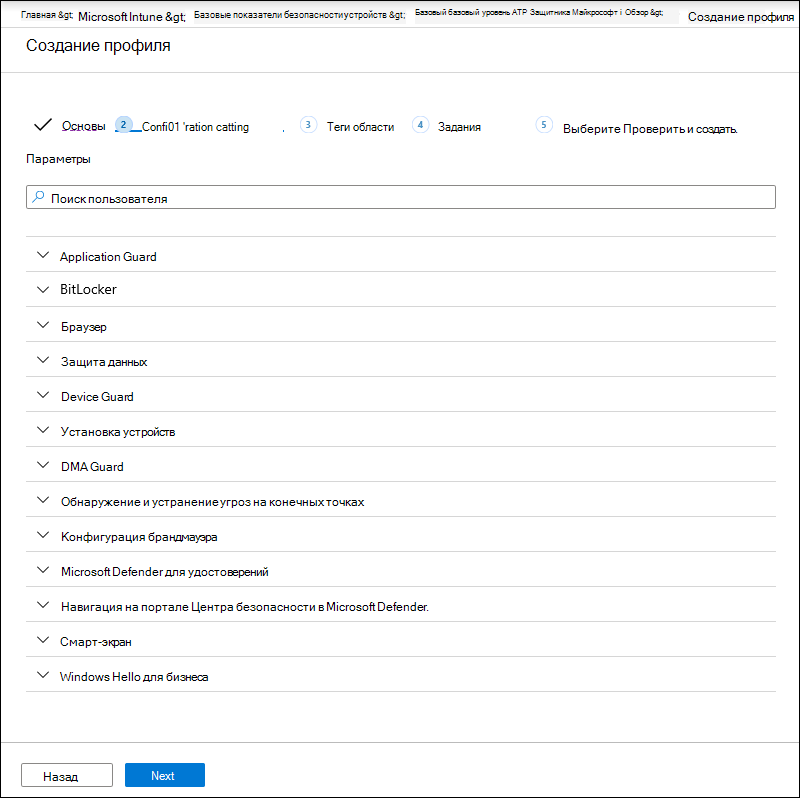 Главная &gt; Microsoft Intune &gt; Базовые показатели безопасности устройств &gt; Базовый базовый уровень ATP Защитника Майкрософт і Обзор &gt; Создание профиля
Создание профиля
Основы 2 Confi01 'ration catting . 3 Теги области 4 Задания 5 Выберите Проверить и создать.
Параметры
Поиск пользователя
Application Guard
BitLocker
Браузер
Защита данных
Device Guard
Установка устройств
DMA Guard
Обнаружение и устранение угроз на конечных точках
Конфигурация брандмауэра
Microsoft Defender для удостоверений
Навигация на портале Центра безопасности в Microsoft Defender.
Смарт-экран
Windows Hello для бизнеса
Назад Next